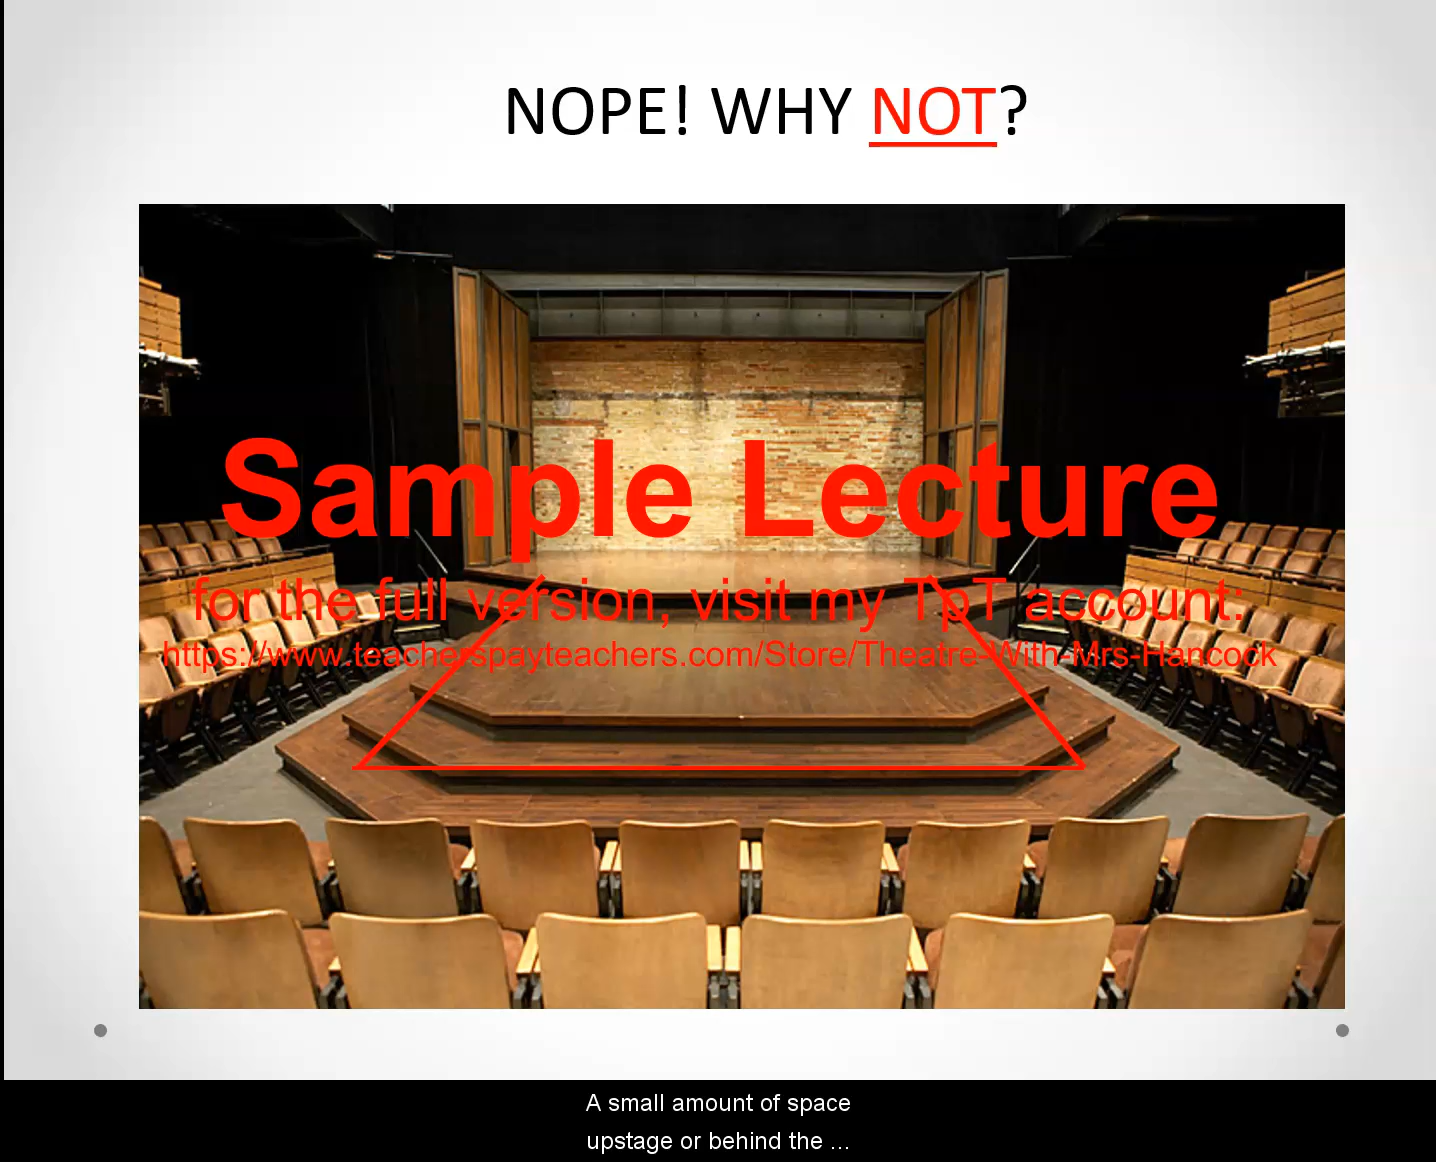 NOPE! WHY NOT?
Sample Lecture
for the full version, visit my TpT account:
https://www.teacherspayteachers.com/Store/Theatre-With-Mrs-Hancock
A small amount of space
upstage or behind the ...